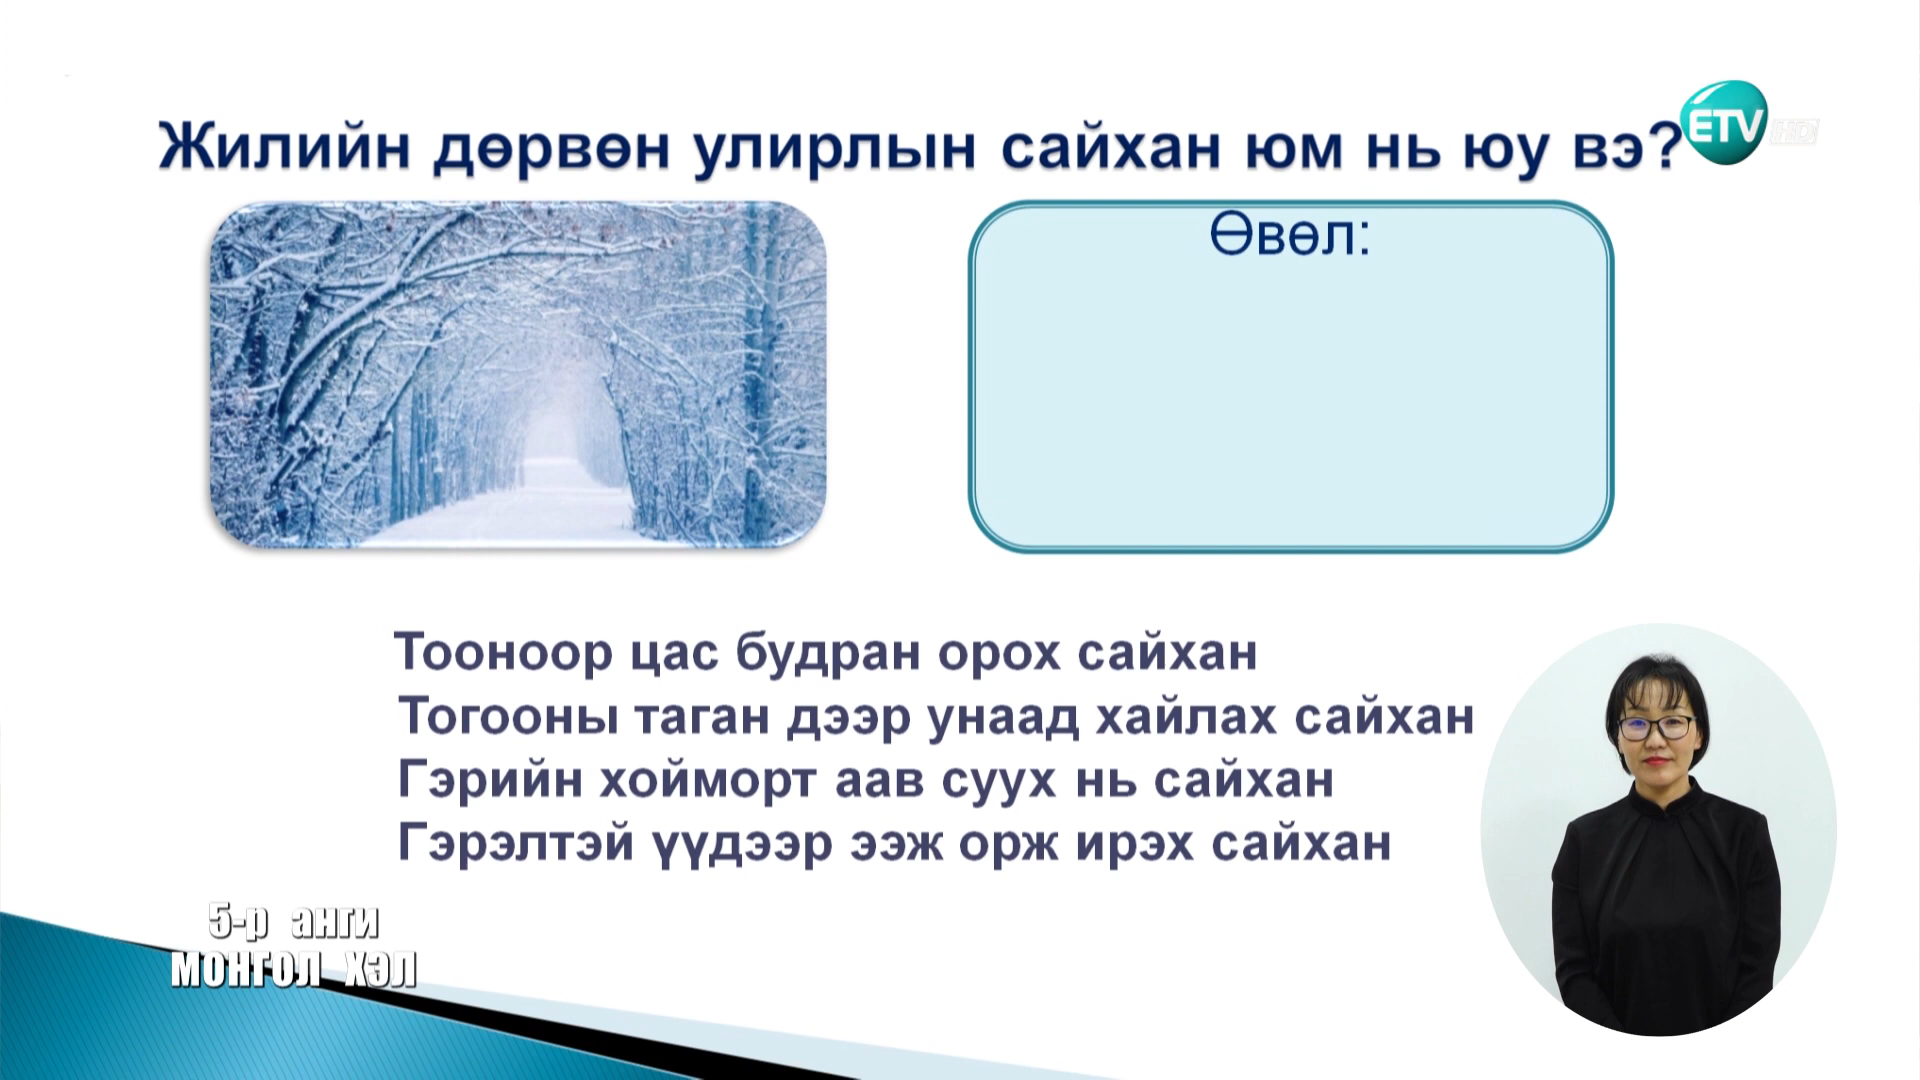 Жилийн дөрвөн улирлын сайхан юм нь юу вэ?
ETV HD
Өвөл:
Тооноор цас будран орох сайхан
Тогооны таган дээр унаад хайлах сайхан
Гэрийн хойморт аав суух нь сайхан
Гэрэлтэй үүдээр ээж орж ирэх сайхан
5-р анги
МОНГОЛ ХЭЛ